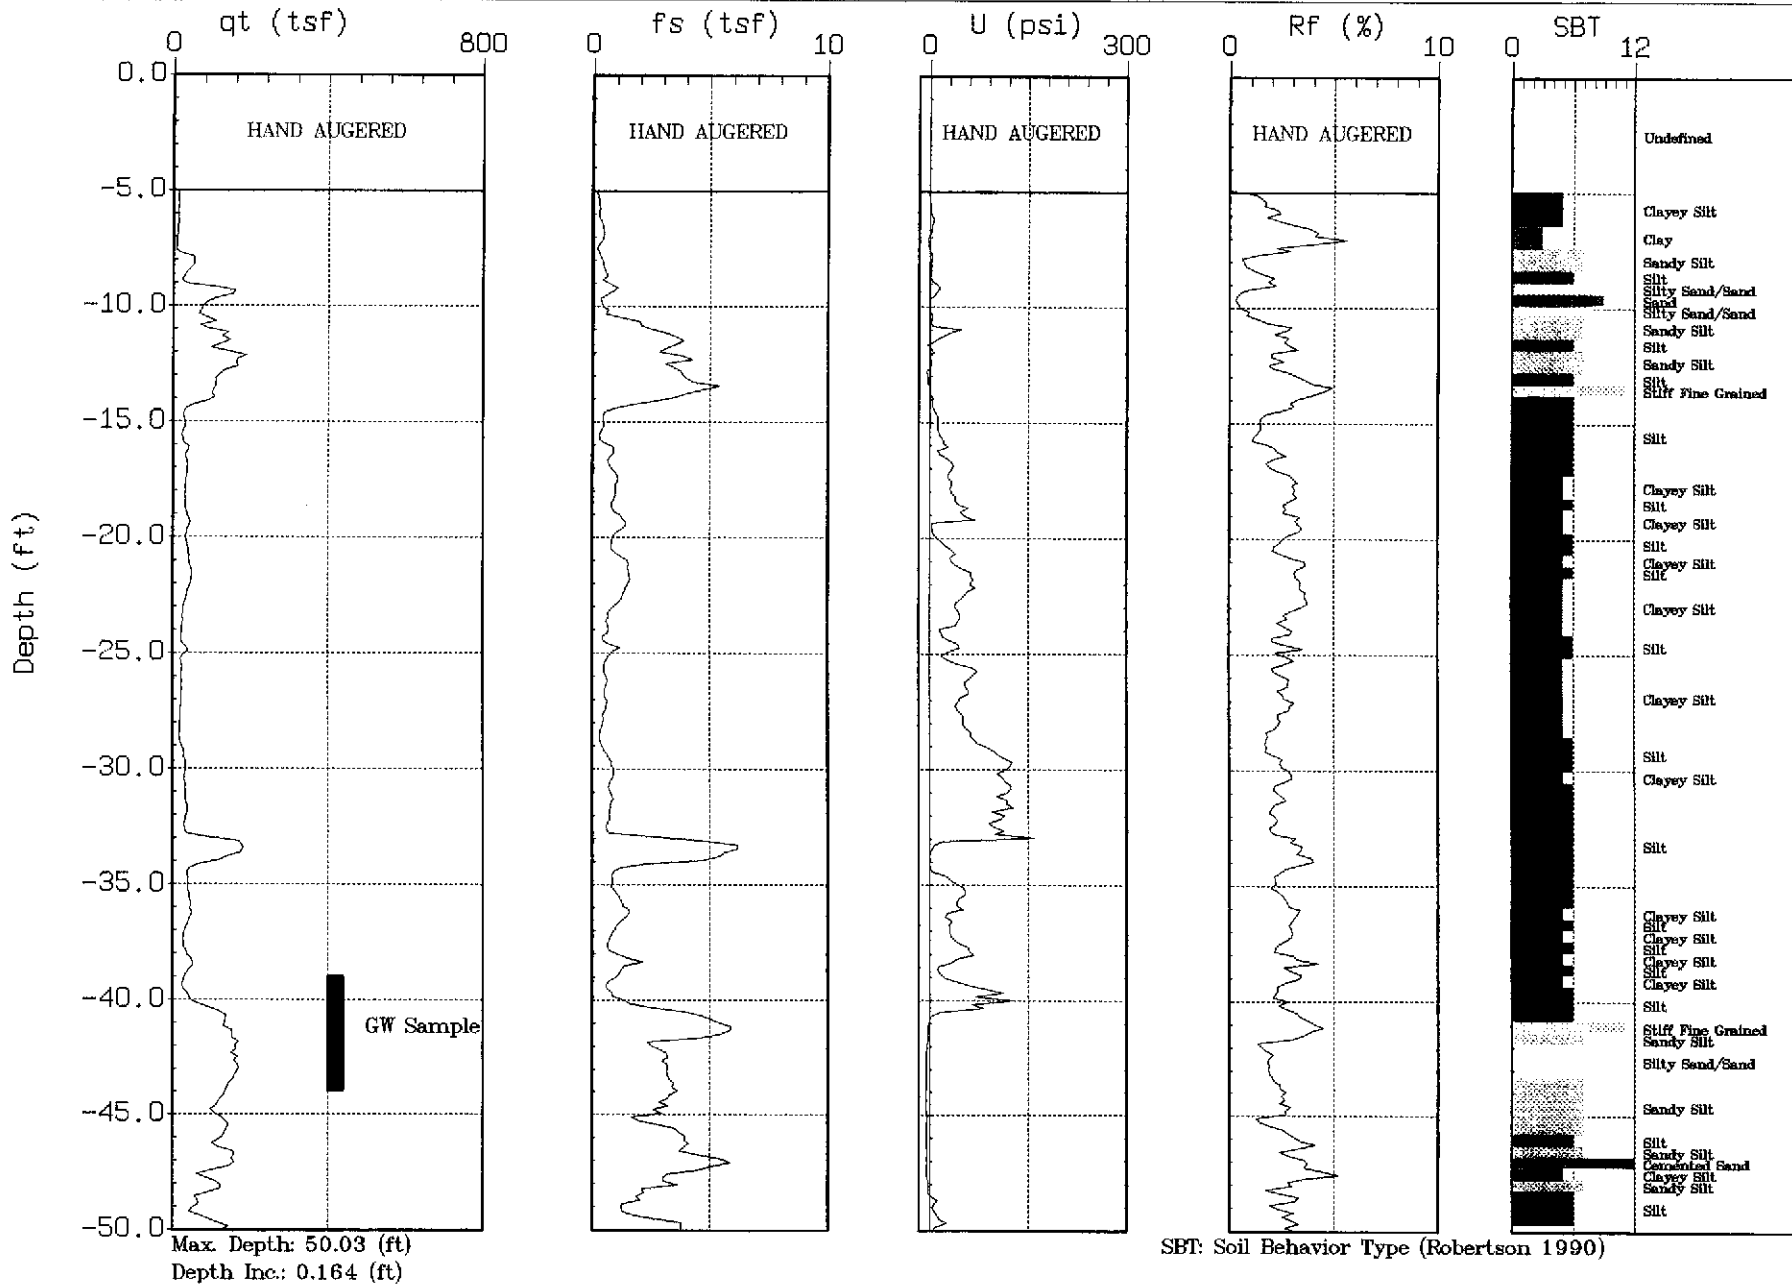 qt (tsf)
0 800
fs (tsf)
0 10
U (psi)
0 300
Rf (%)
0 10
SBT
0 12
Depth (ft)
0.0
-5.0
-10.0
-15.0
-20.0
-25.0
-30.0
-35.0
-40.0
-45.0
-50.0
HAND AUGERED
HAND AUGERED
HAND AUGERED
HAND AUGERED
GW Sample
Undefined
Clayey Silt
Clay
Sandy Silt
Silt
Silty Sand/Sand
Sand
Silty Sand/Sand
Sandy Silt
Silt
Sandy Silt
Silt
Stiff Fine Grained
Silt
Clayey Silt
Silt
Clayey Silt
Silt
Clayey Silt
Silt
Clayey Silt
Silt
Clayey Silt
Silt
Clayey Silt
Silt
Clayey Silt
Silt
Clayey Silt
Silt
Clayey Silt
Silt
Clayey Silt
Silt
Stiff Fine Grained
Sandy Silt
Silty Sand/Sand
Sandy Silt
Silt
Sandy Silt
Cemented Sand
Clayey Silt
Sandy Silt
Silt
Max. Depth: 50.03 (ft)
Depth Inc.: 0.164 (ft)
SBT: Soil Behavior Type (Robertson 1990)